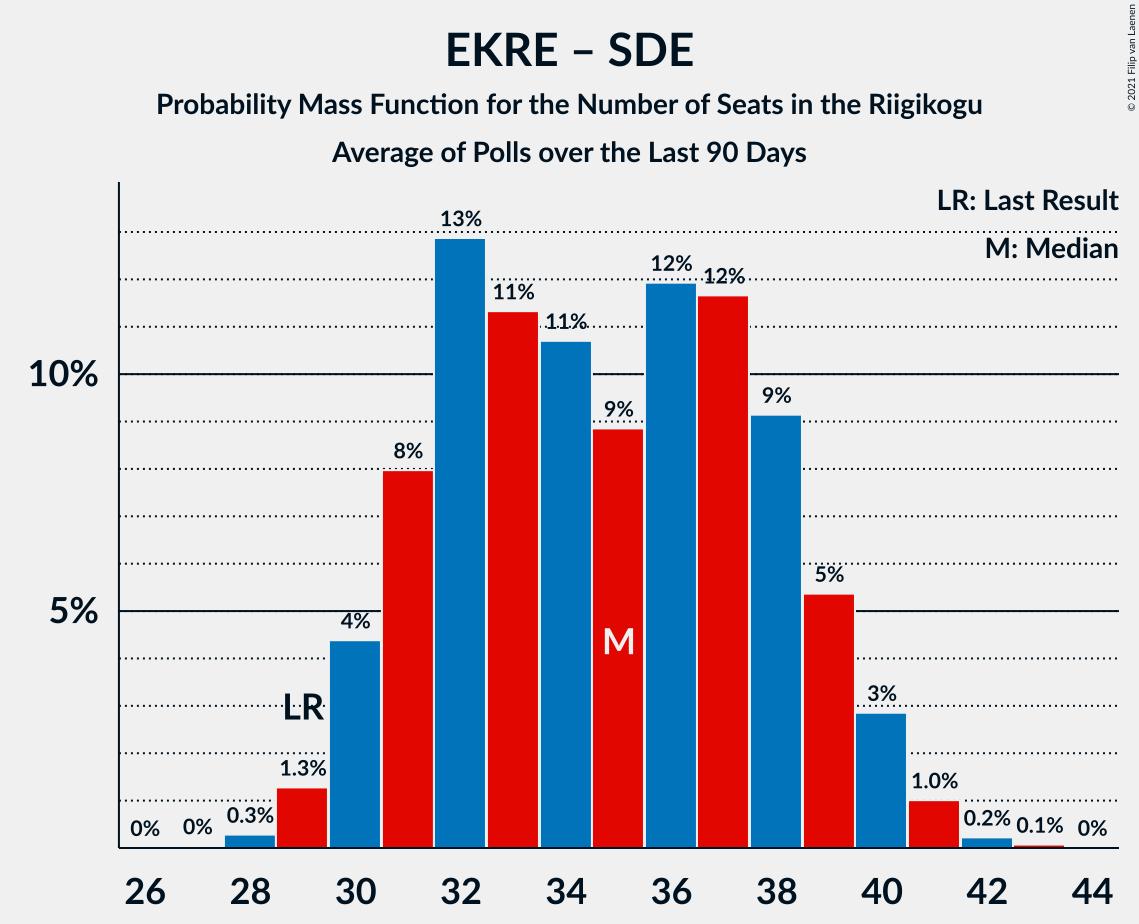 © 2021 Filip van Laenen
EKRE – SDE
Probability Mass Function for the Number of Seats in the Riigikogu
Average of Polls over the Last 90 Days
LR: Last Result
M: Median
10%
5%
0% 0% 0.3% 1.3% 4% 8% 13% 11% 11% 9% 12% 12% 9% 5% 3% 1.0% 0.2% 0.1% 0%
LR
M
26 28 30 32 34 36 38 40 42 44